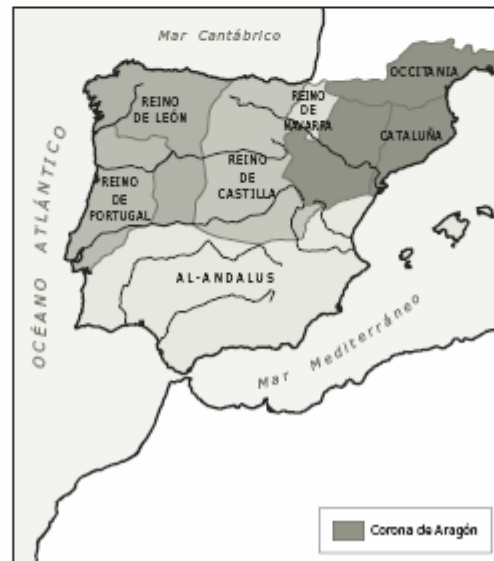 Mar Cantábrico
OCCITANIA
REINO
DE LEÓN
REINO
DE
NAVARRA
CATALUÑA
OCÉANO ATLÁNTICO
REINO
DE
PORTUGAL
REINO
DE
CASTILLA
AL-ANDALUS
Mar Mediterráneo
Corona de Aragón